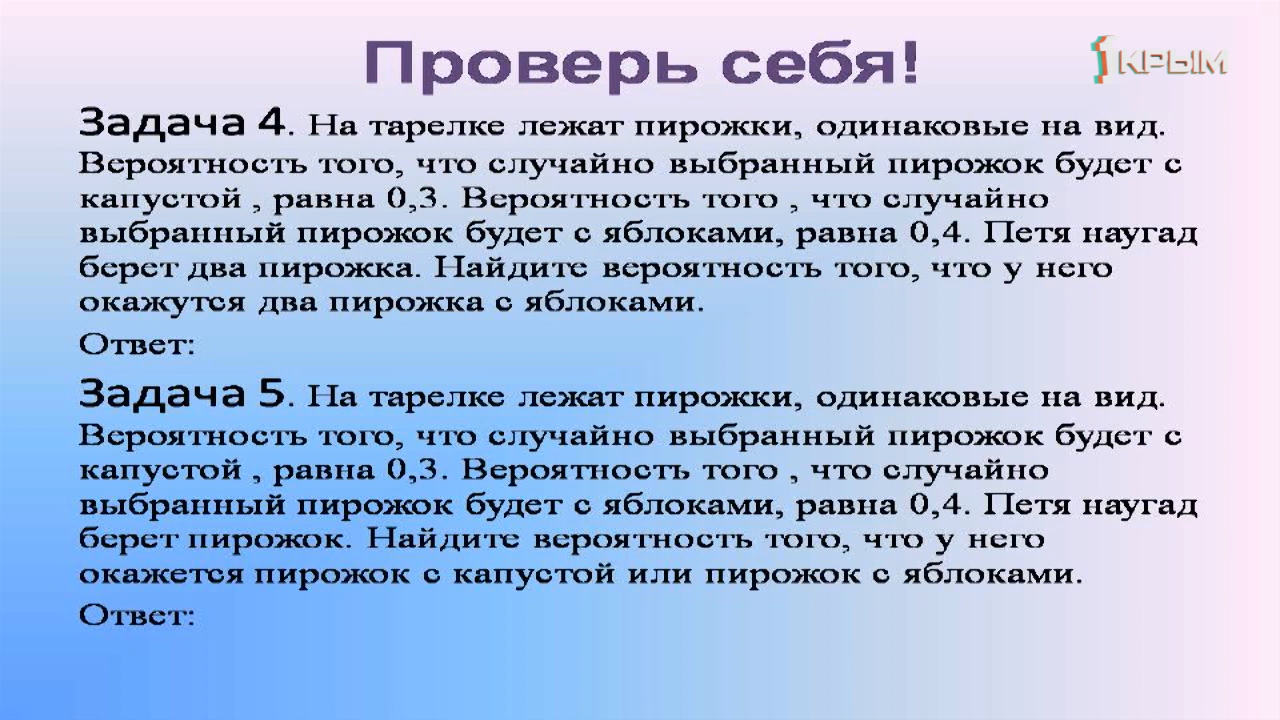 Проверь себя!
1 КРЫМ
Задача 4. На тарелке лежат пирожки, одинаковые на вид.
Вероятность того, что случайно выбранный пирожок будет с
капустой , равна 0,3. Вероятность того , что случайно
выбранный пирожок будет с яблоками, равна 0,4. Петя наугад
берет два пирожка. Найдите вероятность того, что у него
окажутся два пирожка с яблоками.
Ответ:
Задача 5. На тарелке лежат пирожки, одинаковые на вид.
Вероятность того, что случайно выбранный пирожок будет с
капустой , равна 0,3. Вероятность того , что случайно
выбранный пирожок будет с яблоками, равна 0,4. Петя наугад
берет пирожок. Найдите вероятность того, что у него
окажется пирожок с капустой или пирожок с яблоками.
Ответ: